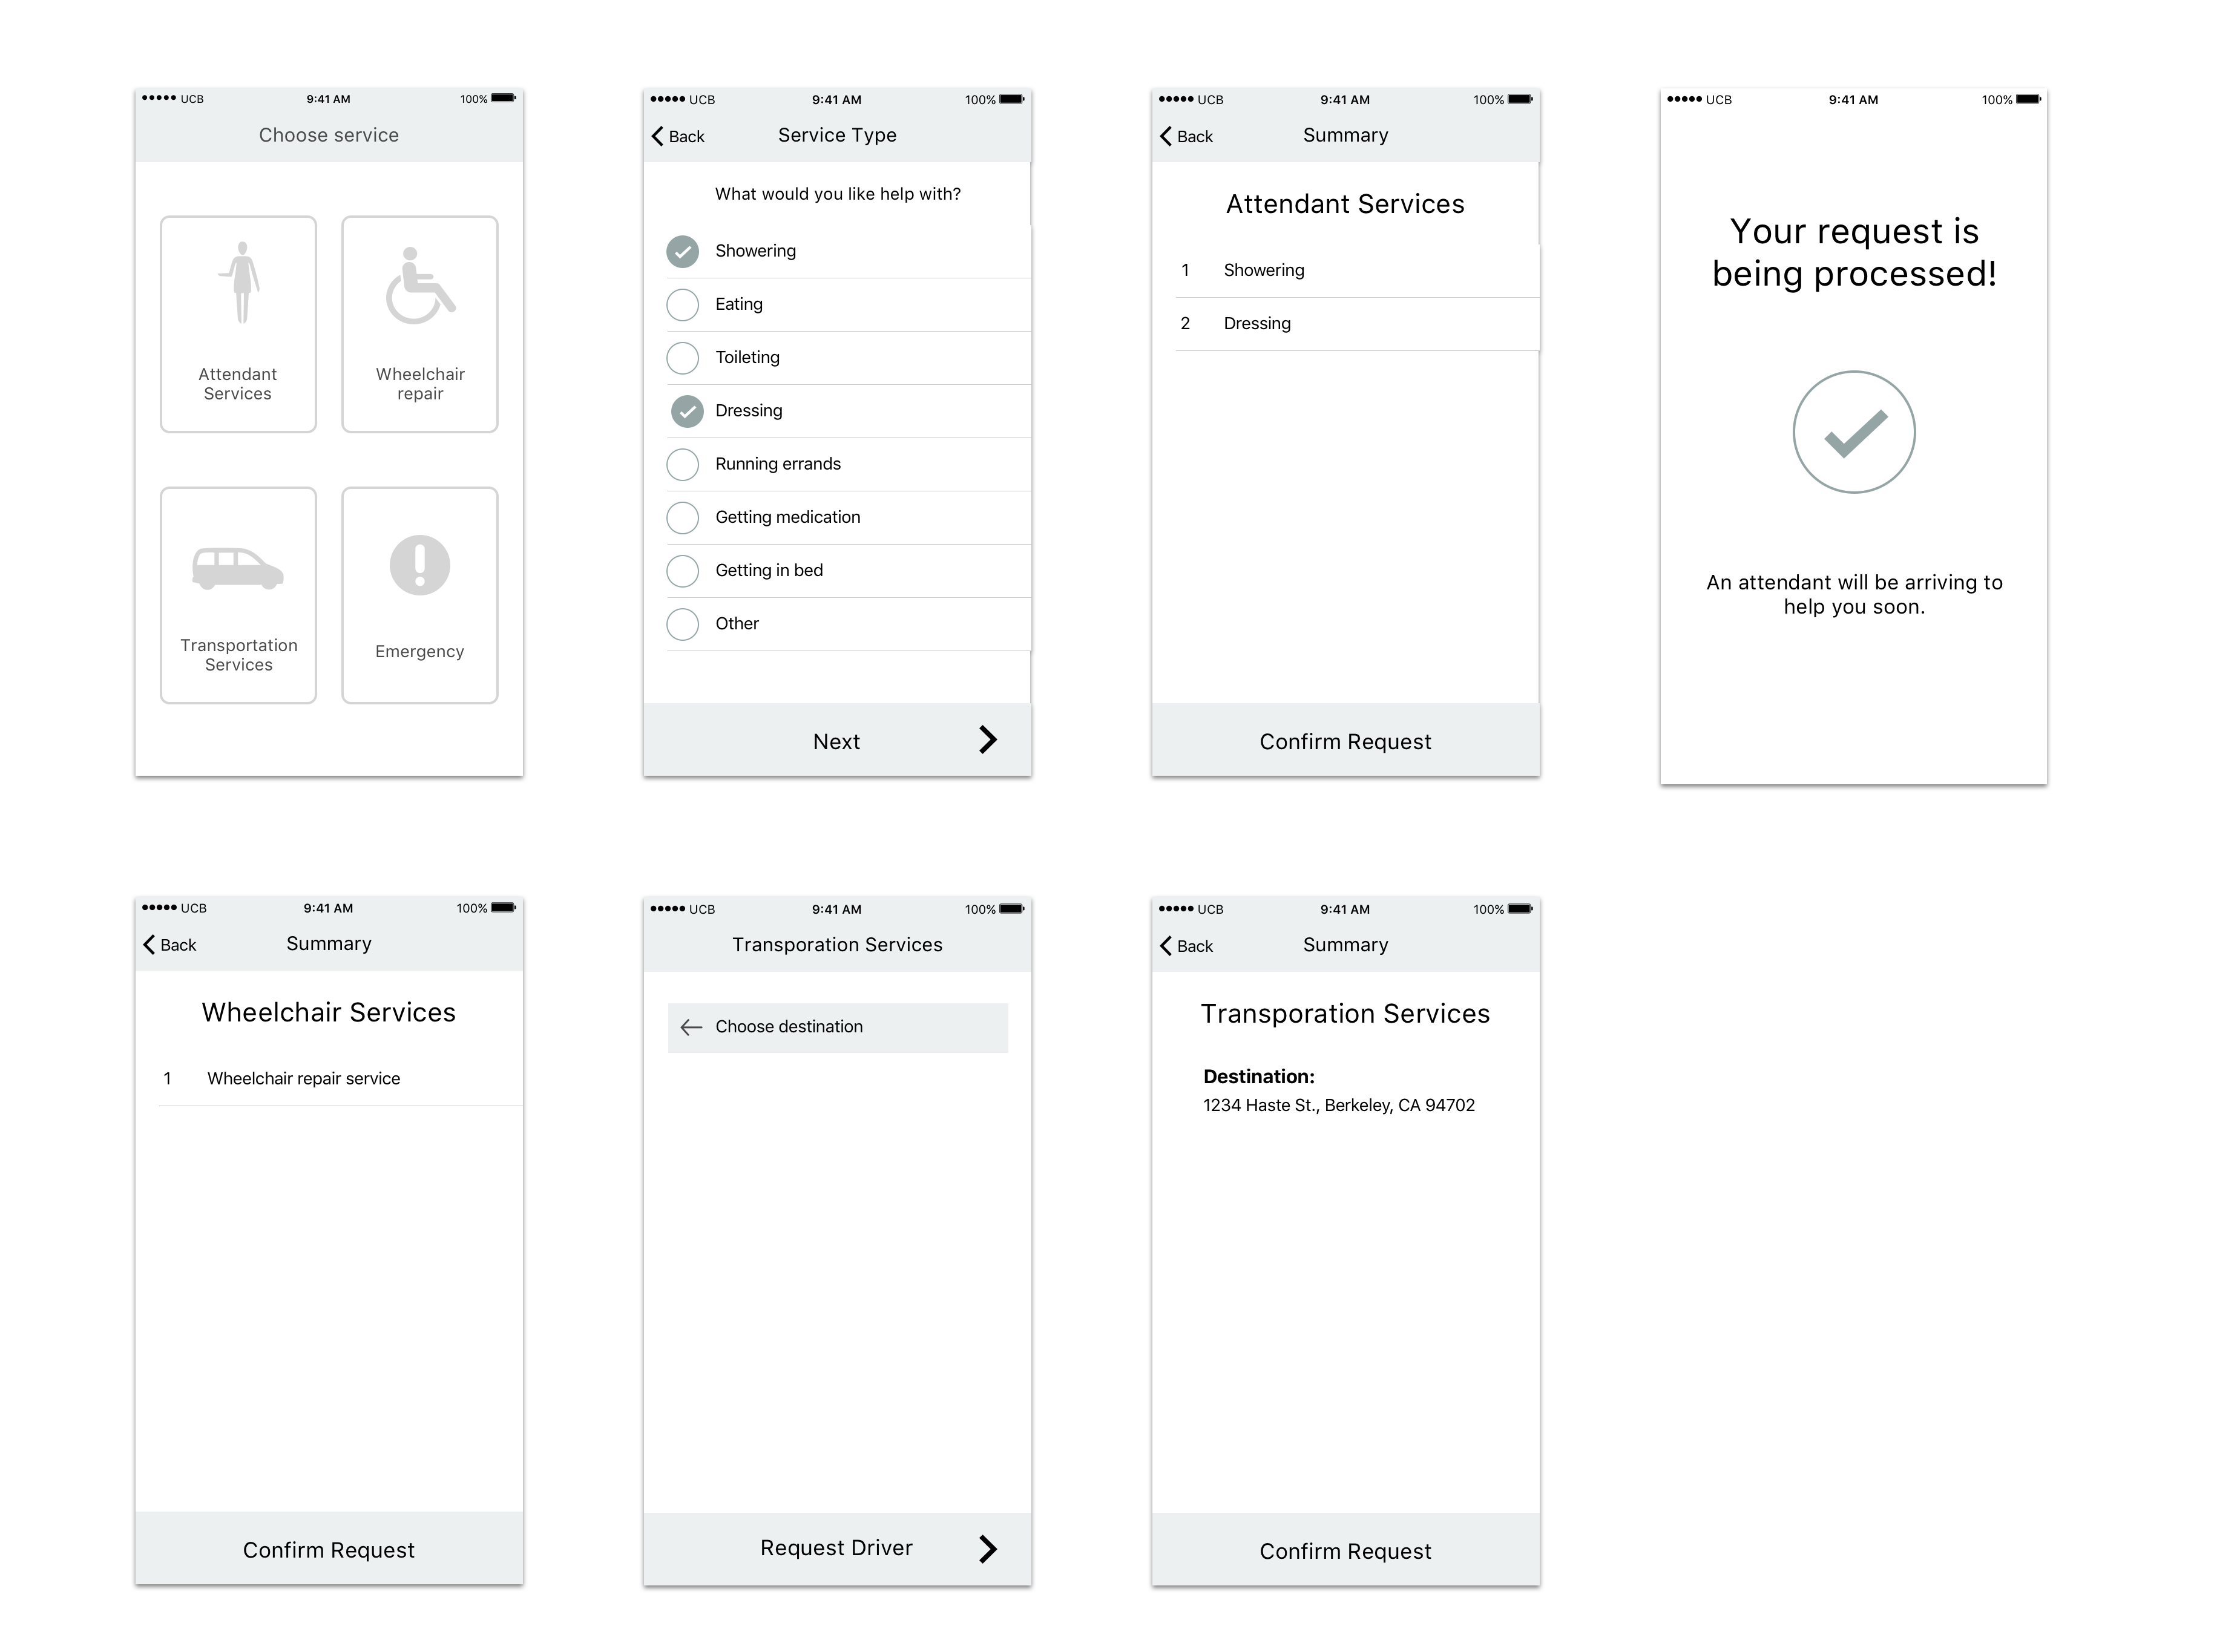 UCB 9:41 AM 100%
Choose service
Attendant
Services
Wheelchair
repair
Transportation
Services
Emergency
UCB 9:41 AM 100%
Back Service Type
What would you like help with?
Showering
Eating
Toileting
Dressing
Running errands
Getting medication
Getting in bed
Other
Next
UCB 9:41 AM 100%
Back Summary
Attendant Services
1 Showering
2 Dressing
Confirm Request
UCB 9:41 AM 100%
Your request is
being processed!
An attendant will be arriving to
help you soon.
UCB 9:41 AM 100%
Back Summary
Wheelchair Services
1 Wheelchair repair service
Confirm Request
UCB 9:41 AM 100%
Transporation Services
Choose destination
Request Driver
UCB 9:41 AM 100%
Back Summary
Transporation Services
Destination:
1234 Haste St., Berkeley, CA 94702
Confirm Request